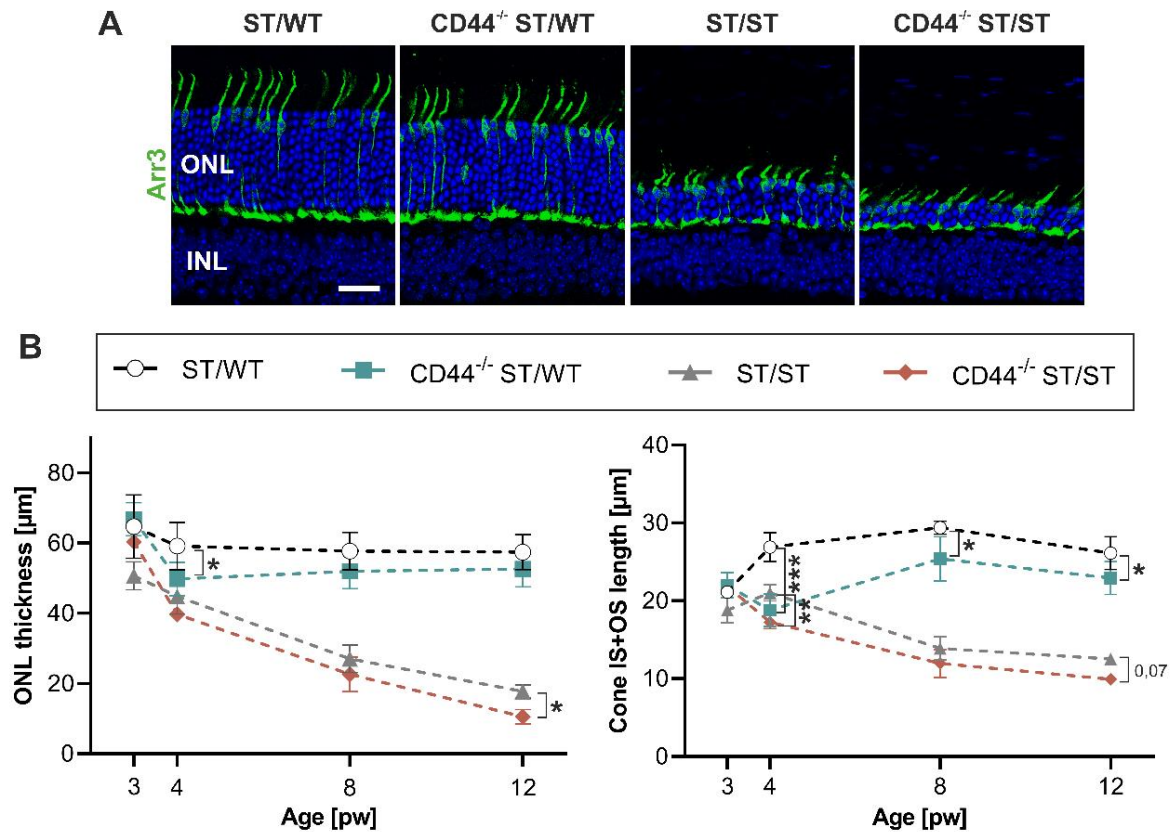 A
ST/WT
CD44-/- ST/WT
ST/ST
CD44-/- ST/ST
Arr3
ONL
INL
B
ST/WT
CD44-/- ST/WT
ST/ST
CD44-/- ST/ST
ONL thickness [µm]
80
60
40
20
0
*
*
3
4
8
12
Age [pw]
Cone IS+OS length [µm]
40
30
20
10
0
***
**
*
*
0,07
3
4
8
12
Age [pw]